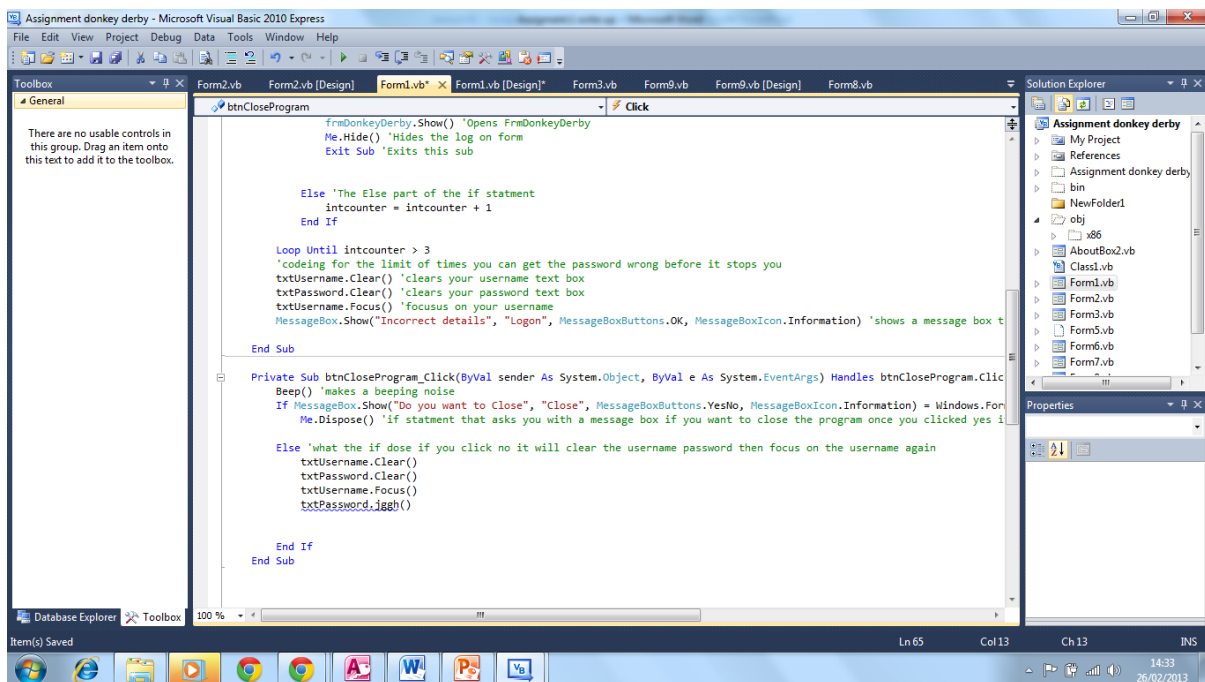 Assignment donkey derby - Microsoft Visual Basic 2010 Express
File Edit View Project Debug Data Tools Window Help
Toolbox
General
There are no usable controls in
this group. Drag an item onto
this text to add it to the toolbox.
Database Explorer Toolbox
Form2.vb Form2.vb [Design] Form1.vb* Form1.vb [Design]* Form3.vb Form9.vb Form9.vb [Design] Form8.vb
btnCloseProgram Click
frmDonkeyDerby.Show() 'Opens FrmDonkeyDerby
Me.Hide() 'Hides the log on form
Exit Sub 'Exits this sub
Else 'The Else part of the if statment
intcounter = intcounter + 1
End If
Loop Until intcounter > 3
'codeing for the limit of times you can get the password wrong before it stops you
txtUsername.Clear() 'clears your username text box
txtPassword.Clear() 'clears your password text box
txtUsername.Focus() 'focusus on your username
MessageBox.Show("Incorrect details", "Logon", MessageBoxButtons.OK, MessageBoxIcon.Information) 'shows a message box t
End Sub
Private Sub btnCloseProgram_Click(ByVal sender As System.Object, ByVal e As System.EventArgs) Handles btnCloseProgram.Clic
Beep() 'makes a beeping noise
If MessageBox.Show("Do you want to Close", "Close", MessageBoxButtons.YesNo, MessageBoxIcon.Information) = Windows.For
Me.Dispose() 'if statment that asks you with a message box if you want to close the program once you clicked yes i
Else 'what the if dose if you click no it will clear the username password then focus on the username again
txtUsername.Clear()
txtPassword.Clear()
txtUsername.Focus()
txtPassword.jggh()
End If
End Sub
100 %
Solution Explorer
Assignment donkey derby
My Project
References
Assignment donkey derby
bin
NewFolder1
obj
x86
AboutBox2.vb
Class1.vb
Form1.vb
Form2.vb
Form3.vb
Form5.vb
Form6.vb
Form7.vb
Properties
Item(s) Saved Ln 65 Col 13 Ch 13 INS
14:33
26/02/2013